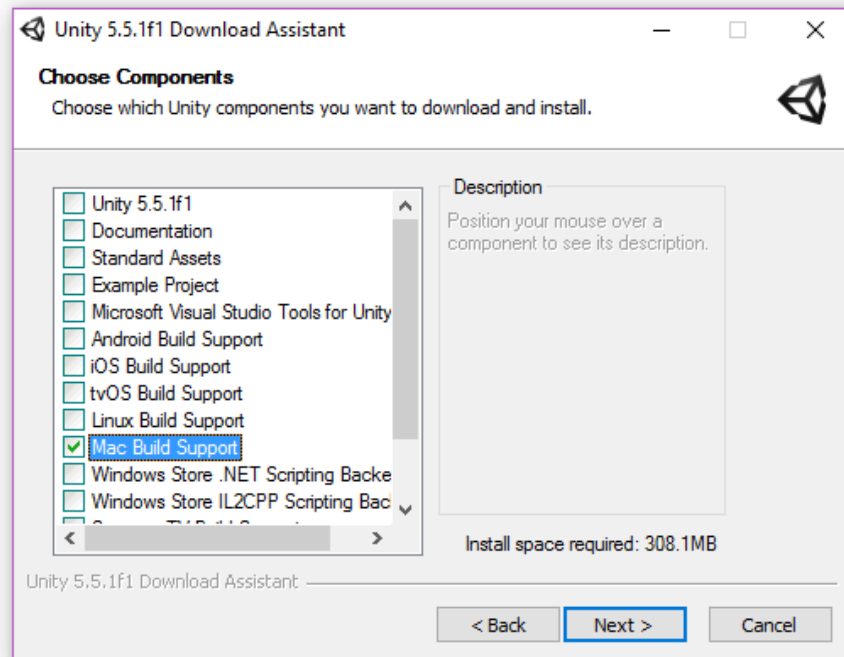 Unity 5.5.1f1 Download Assistant
Choose Components
Choose which Unity components you want to download and install.
Unity 5.5.1f1
Documentation
Standard Assets
Example Project
Microsoft Visual Studio Tools for Unity
Android Build Support
iOS Build Support
tvOS Build Support
Linux Build Support
Mac Build Support
Windows Store .NET Scripting Backe
Windows Store IL2CPP Scripting Bac
Description
Position your mouse over a
component to see its description.
Install space required: 308.1MB
Unity 5.5.1f1 Download Assistant
< Back
Next >
Cancel